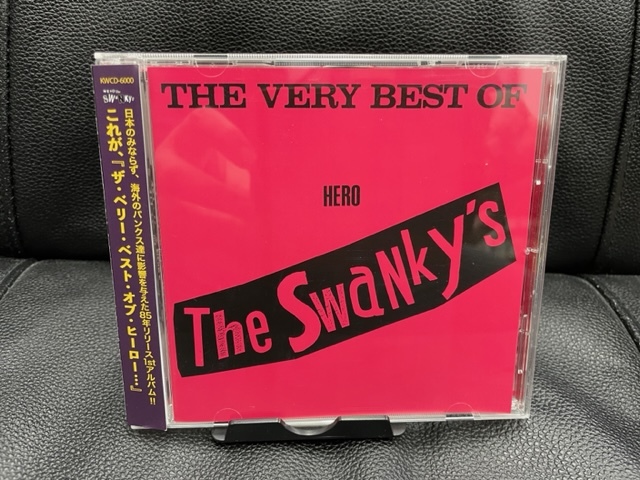 KWCD-6000
日本のみならず、海外のパンクス達に影響を与えた85年リリース1stアルバム!!
これが、『ザ・ベリー・ベスト・オブ・ヒーロー…』
THE VERY BEST OF
HERO
The Swanky's